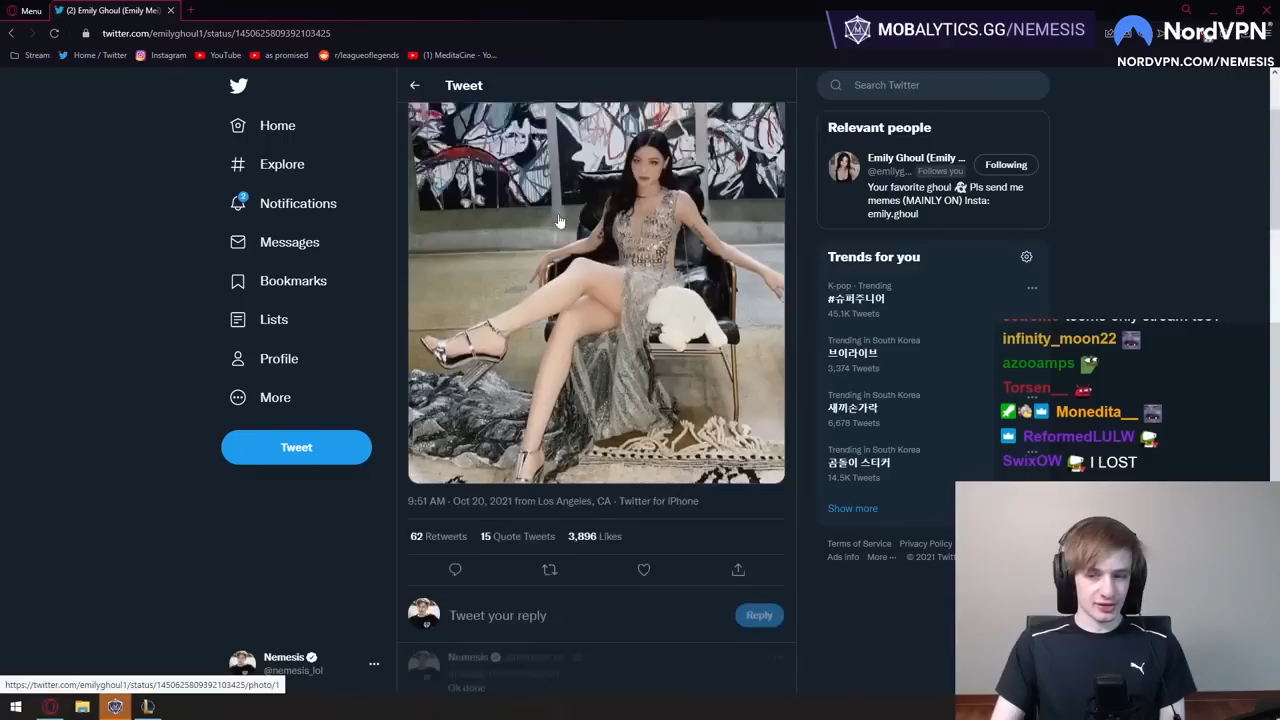 Menu
(2) Emily Ghoul (Emily Mei)
twitter.com/emilyghoul1/status/1450625809392103425
Stream
Home / Twitter
Instagram
YouTube
as promised
r/leagueoflegends
(1) MeditaCine - Yo...
MOBALYTICS.GG/NEMESIS
NordVPN
NORDVPN.COM/NEMESIS
Home
Explore
2
Notifications
Messages
Bookmarks
Lists
Profile
More
Tweet
Nemesis
@nemesis_lol
https://twitter.com/emilyghoul1/status/1450625809392103425/photo/1
Tweet
9:51 AM · Oct 20, 2021 from Los Angeles, CA · Twitter for iPhone
62 Retweets 15 Quote Tweets 3,896 Likes
Tweet your reply
Reply
Nemesis
Ok done
Search Twitter
Relevant people
Emily Ghoul (Emily ...
@emilyg... Follows you
Following
Your favorite ghoul Pls send me
memes (MAINLY ON) Insta:
emily.ghoul
Trends for you
K-pop · Trending
#슈퍼주니어
45.1K Tweets
Trending in South Korea
브이라이브
3,374 Tweets
Trending in South Korea
새끼손가락
6,678 Tweets
Trending in South Korea
곰돌이 스티커
14.5K Tweets
Show more
Terms of Service Privacy Policy
Ads info More ··· © 2021 Twitt
infinity_moon22
azooamps
Torsen__
Monedita__
ReformedLULW
SwixOW I LOST